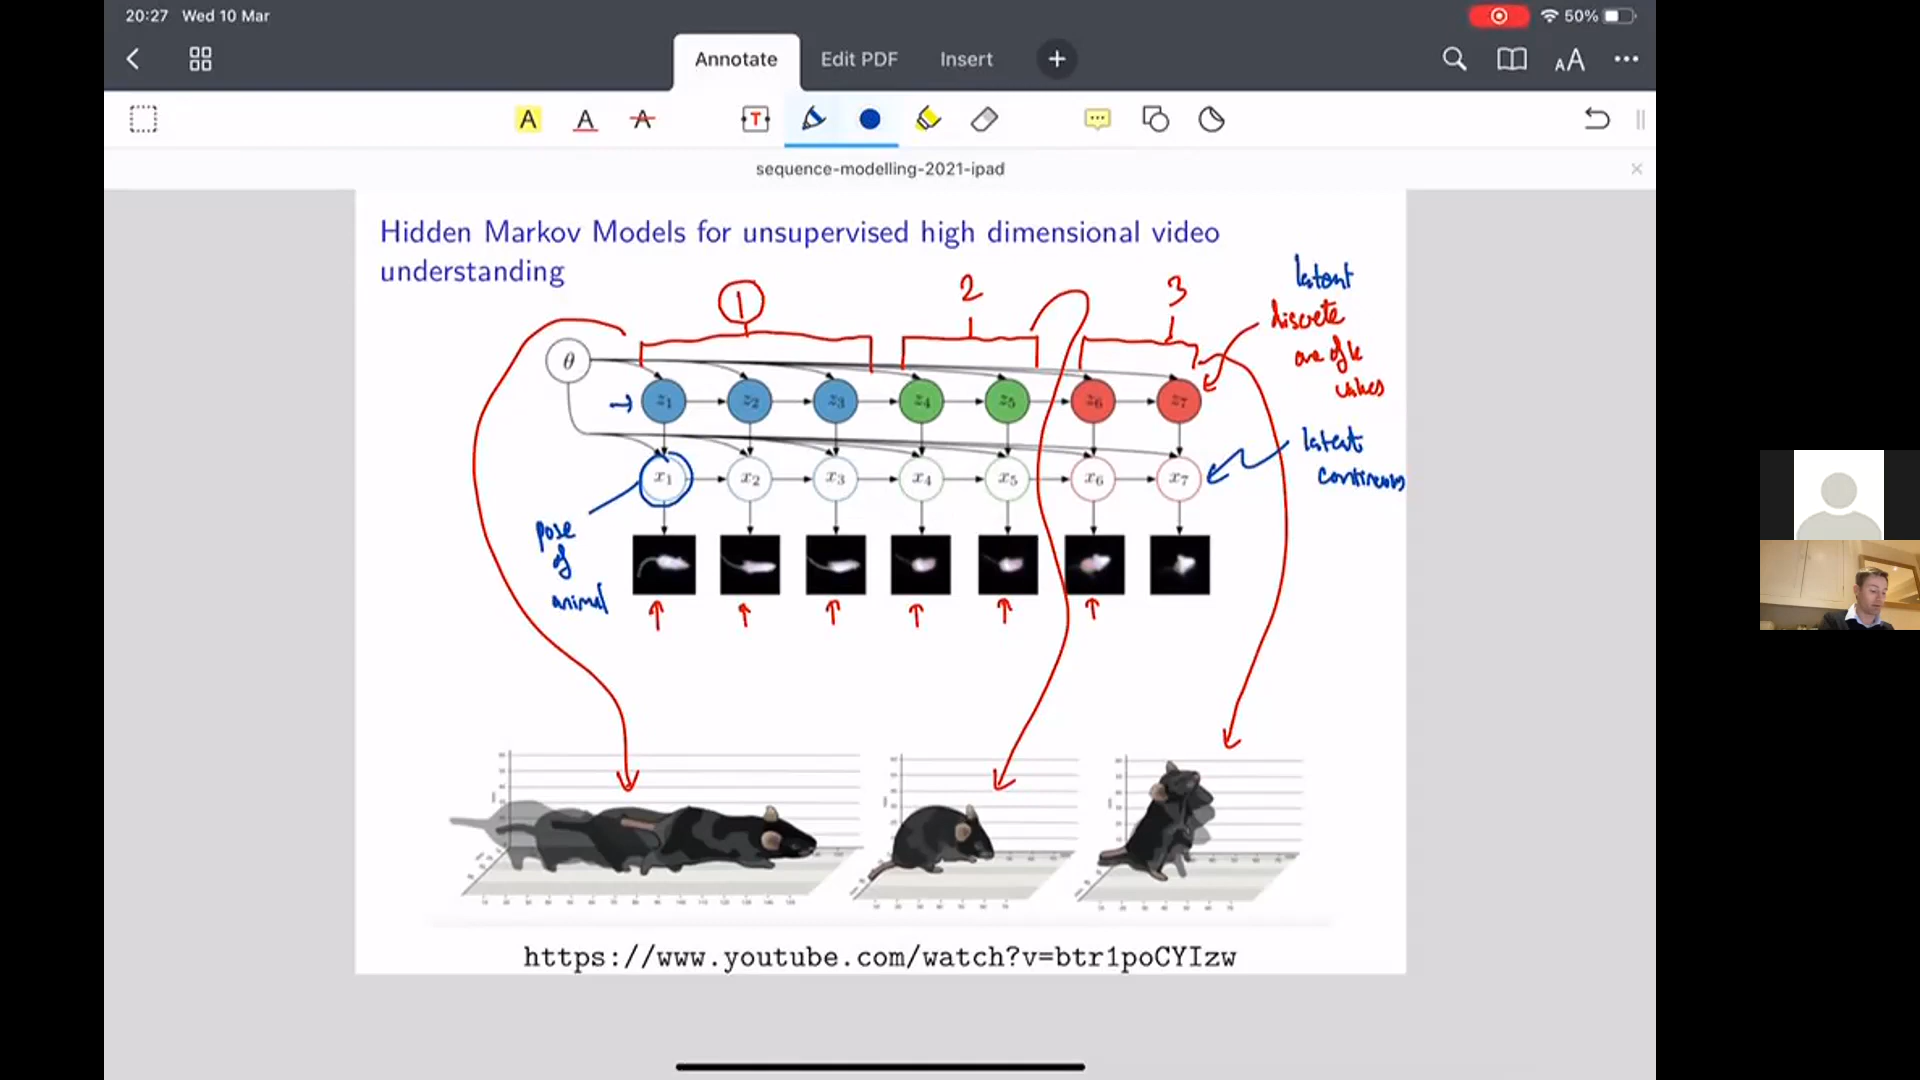 20:27 Wed 10 Mar
50%
Annotate
Edit PDF
Insert
sequence-modelling-2021-ipad
Hidden Markov Models for unsupervised high dimensional video
understanding
1
2
3
latent
discrete
one of k
values
θ
z1 z2 z3 z4 z5 z6 z7
latent
continuous
x1 x2 x3 x4 x5 x6 x7
pose
of
animal
https://www.youtube.com/watch?v=btr1poCYIzw